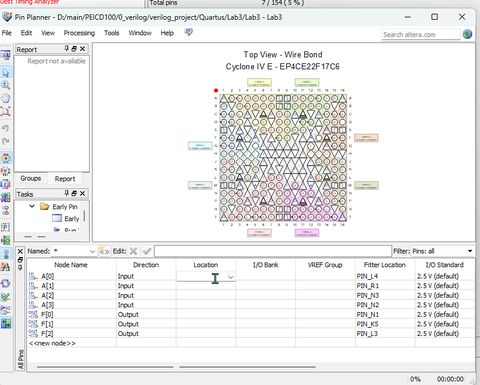 Best Timing Analyzer
Total pins 7 / 154 ( 5 % )
Pin Planner - D:/main/PEICD100/0_verilog/verilog_project/Quartus/Lab3/Lab3 - Lab3
File Edit View Processing Tools Window Help
Search altera.com
Report
Report not available
Groups Report
Tasks
Early Pin
Early
Top View - Wire Bond
Cyclone IV E - EP4CE22F17C6
Named: * Edit: Filter: Pins: all
Node Name Direction Location I/O Bank VREF Group Fitter Location I/O Standard
A[0] Input PIN_L4 2.5 V (default)
A[1] Input PIN_R1 2.5 V (default)
A[2] Input PIN_N3 2.5 V (default)
A[3] Input PIN_N2 2.5 V (default)
F[0] Output PIN_N1 2.5 V (default)
F[1] Output PIN_K5 2.5 V (default)
F[2] Output PIN_L3 2.5 V (default)
<<new node>>
All Pins
0% 00:00:00